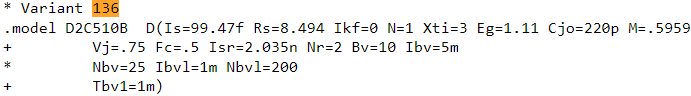 * Variant 136
.model D2C510B  D(Is=99.47f Rs=8.494 Ikf=0 N=1 Xti=3 Eg=1.11 Cjo=220p M=.5959
+       Vj=.75 Fc=.5 Isr=2.035n Nr=2 Bv=10 Ibv=5m
*       Nbv=25 Ibvl=1m Nbvl=200
+       Tbv1=1m)